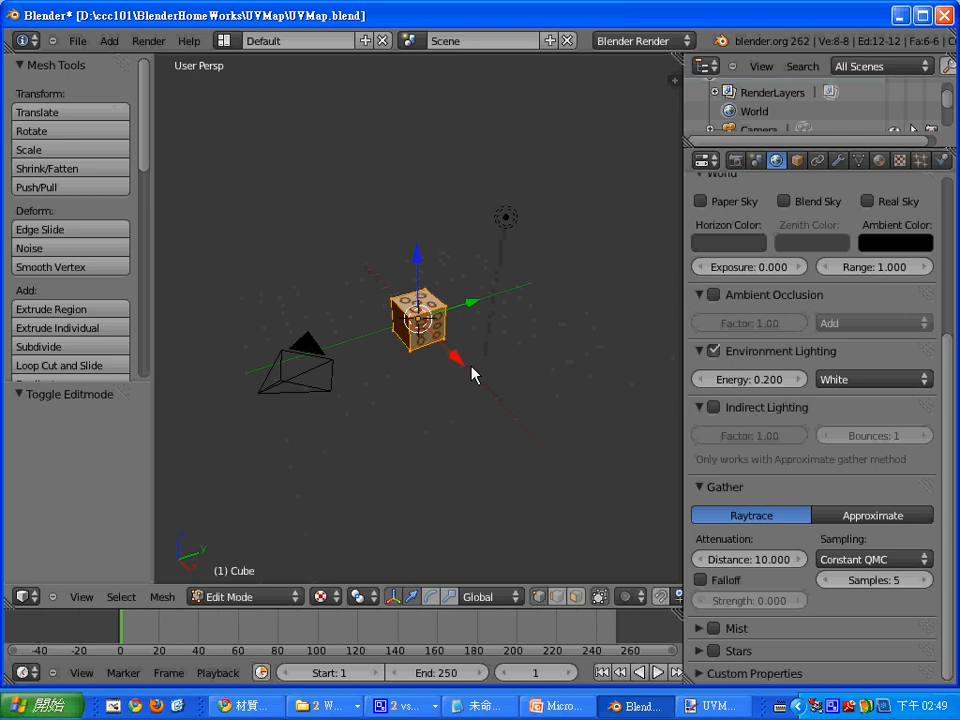 Blender* [D:\ccc101\BlenderHomeWorks\UVMap\UVMap.blend]
File Add Render Help Default Scene Blender Render blender.org 262 | Ve:8-8 | Ed:12-12 | Fa:6-6 |
Mesh Tools
Transform:
Translate
Rotate
Scale
Shrink/Fatten
Push/Pull
Deform:
Edge Slide
Noise
Smooth Vertex
Add:
Extrude Region
Extrude Individual
Subdivide
Loop Cut and Slide
Toggle Editmode
User Persp
(1) Cube
View Search All Scenes
RenderLayers
World
Camera
World
Paper Sky Blend Sky Real Sky
Horizon Color: Zenith Color: Ambient Color:
Exposure: 0.000 Range: 1.000
Ambient Occlusion
Factor: 1.00 Add
Environment Lighting
Energy: 0.200 White
Indirect Lighting
Factor: 1.00 Bounces: 1
Only works with Approximate gather method
Gather
Raytrace Approximate
Attenuation: Sampling:
Distance: 10.000 Constant QMC
Falloff Samples: 5
Strength: 0.000
Mist
Stars
Custom Properties
View Select Mesh Edit Mode Global
-40 -20 0 20 40 60 80 100 120 140 160 180 200 220 240 260
View Marker Frame Playback Start: 1 End: 250 1
開始 材質... 2 W... 2 vs... 未命... Micro... Blend... UVM... 下午 02:49